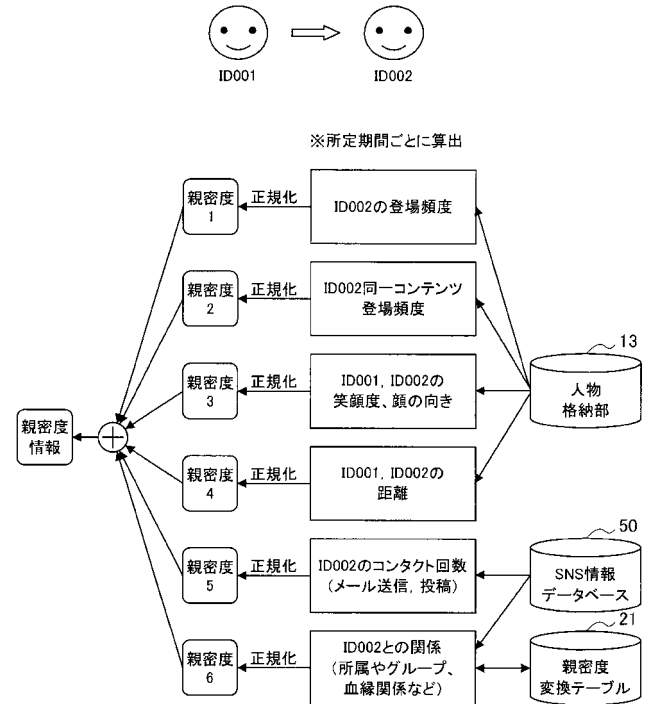 ID001
ID002
※所定期間ごとに算出
親密度
1
正規化
ID002の登場頻度
親密度
2
正規化
ID002同一コンテンツ
登場頻度
親密度
3
正規化
ID001, ID002の
笑顔度、顔の向き
13
人物
格納部
親密度
情報
親密度
4
正規化
ID001, ID002の
距離
親密度
5
正規化
ID002のコンタクト回数
(メール送信, 投稿)
50
SNS情報
データベース
親密度
6
正規化
ID002との関係
(所属やグループ、
血縁関係など)
21
親密度
変換テーブル